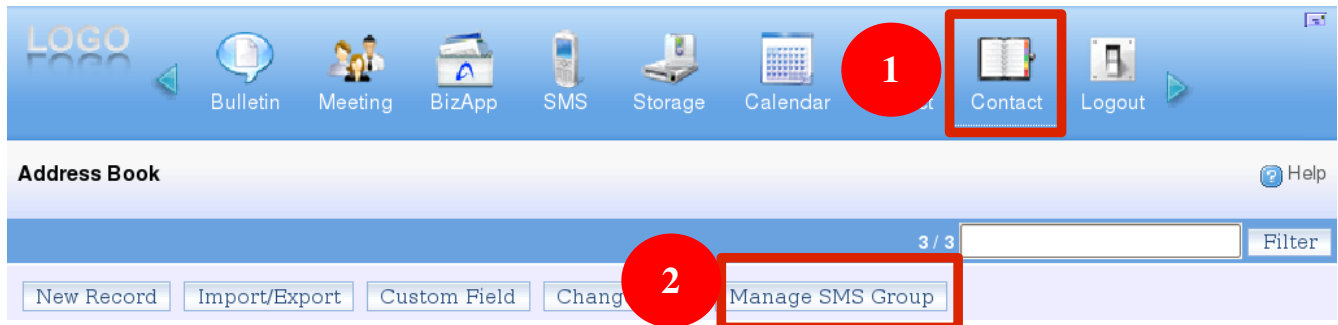 LOGO
Bulletin Meeting BizApp SMS Storage Calendar 1 Contact Logout
Address Book Help
3 / 3 Filter
New Record Import/Export Custom Field 2 Manage SMS Group